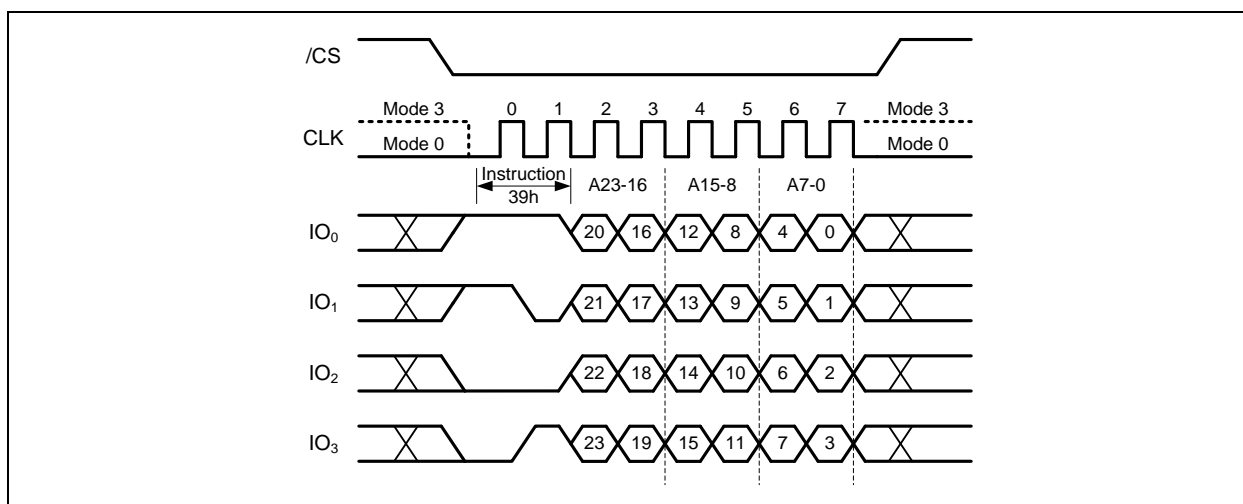 /CS
Mode 3 0 1 2 3 4 5 6 7 Mode 3
CLK
Mode 0 Mode 0
Instruction A23-16 A15-8 A7-0
39h
IO0 20 16 12 8 4 0
IO1 21 17 13 9 5 1
IO2 22 18 14 10 6 2
IO3 23 19 15 11 7 3